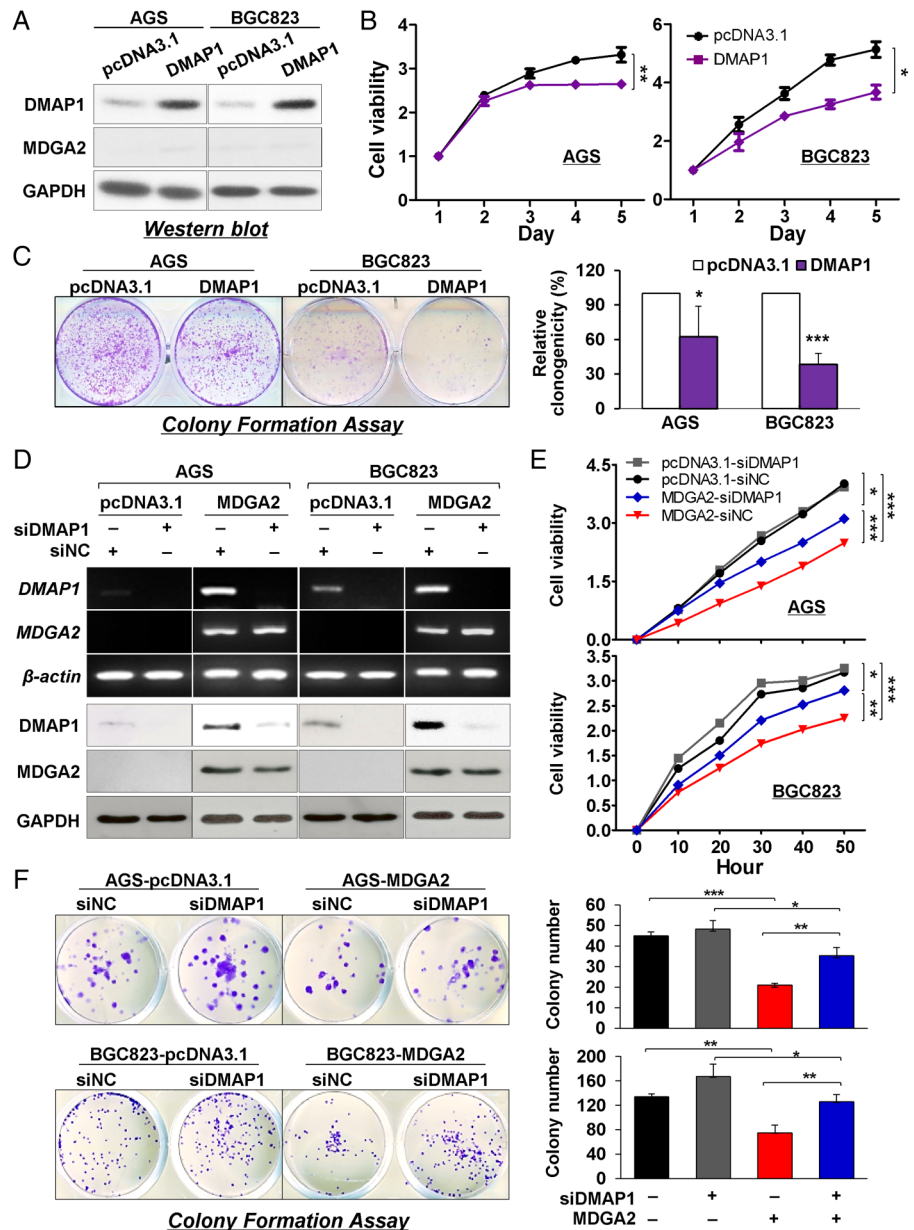 A
AGS BGC823
pcDNA3.1 DMAP1 pcDNA3.1 DMAP1
DMAP1
MDGA2
GAPDH
Western blot
B
Cell viability
4
3
2
1
0
1 2 3 4 5
Day
AGS
**
pcDNA3.1
DMAP1
6
4
2
0
1 2 3 4 5
Day
BGC823
*
C
AGS BGC823
pcDNA3.1 DMAP1 pcDNA3.1 DMAP1
Colony Formation Assay
pcDNA3.1 DMAP1
Relative clonogenicity (%)
120
90
60
30
0
* ***
AGS BGC823
D
AGS BGC823
pcDNA3.1 MDGA2 pcDNA3.1 MDGA2
siDMAP1 – + – + – + – +
siNC + – + – + – + –
DMAP1
MDGA2
β-actin
DMAP1
MDGA2
GAPDH
E
pcDNA3.1-siDMAP1
pcDNA3.1-siNC
MDGA2-siDMAP1
MDGA2-siNC
Cell viability
4.5
3.0
1.5
0.0
AGS
* *** ***
Cell viability
3.5
3.0
2.5
2.0
1.5
1.0
0.5
0.0
BGC823
* ** ***
0 10 20 30 40 50
Hour
F
AGS-pcDNA3.1 AGS-MDGA2
siNC siDMAP1 siNC siDMAP1
BGC823-pcDNA3.1 BGC823-MDGA2
siNC siDMAP1 siNC siDMAP1
Colony Formation Assay
Colony number
60
50
40
30
20
10
0
*** * **
Colony number
200
160
120
80
40
0
** * **
siDMAP1 – + – +
MDGA2 – – + +